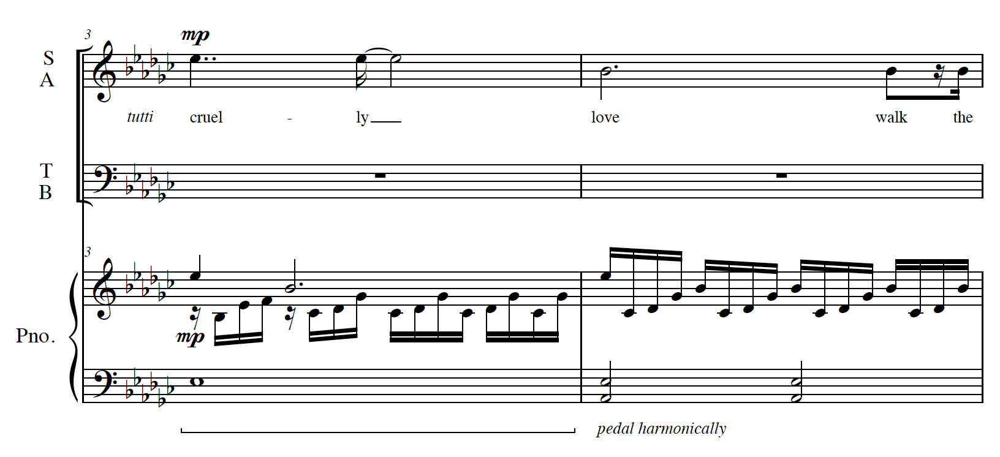 3
mp
S
A
tutti cruel - ly love walk the
T
B
3
Pno.
mp
pedal harmonically